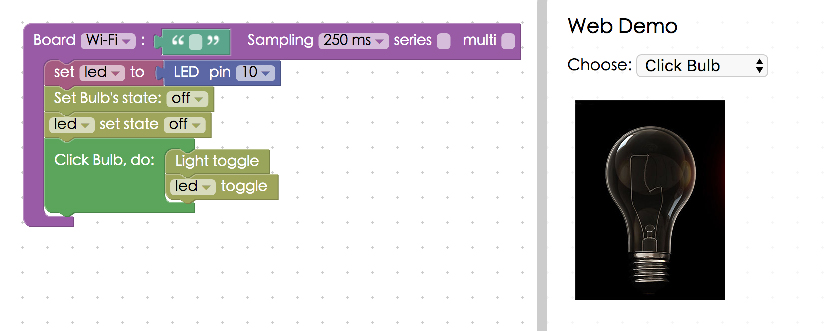 Board Wi-Fi : “ ” Sampling 250 ms series multi
set led to LED pin 10
Set Bulb's state: off
led set state off
Click Bulb, do: Light toggle
led toggle
Web Demo
Choose: Click Bulb